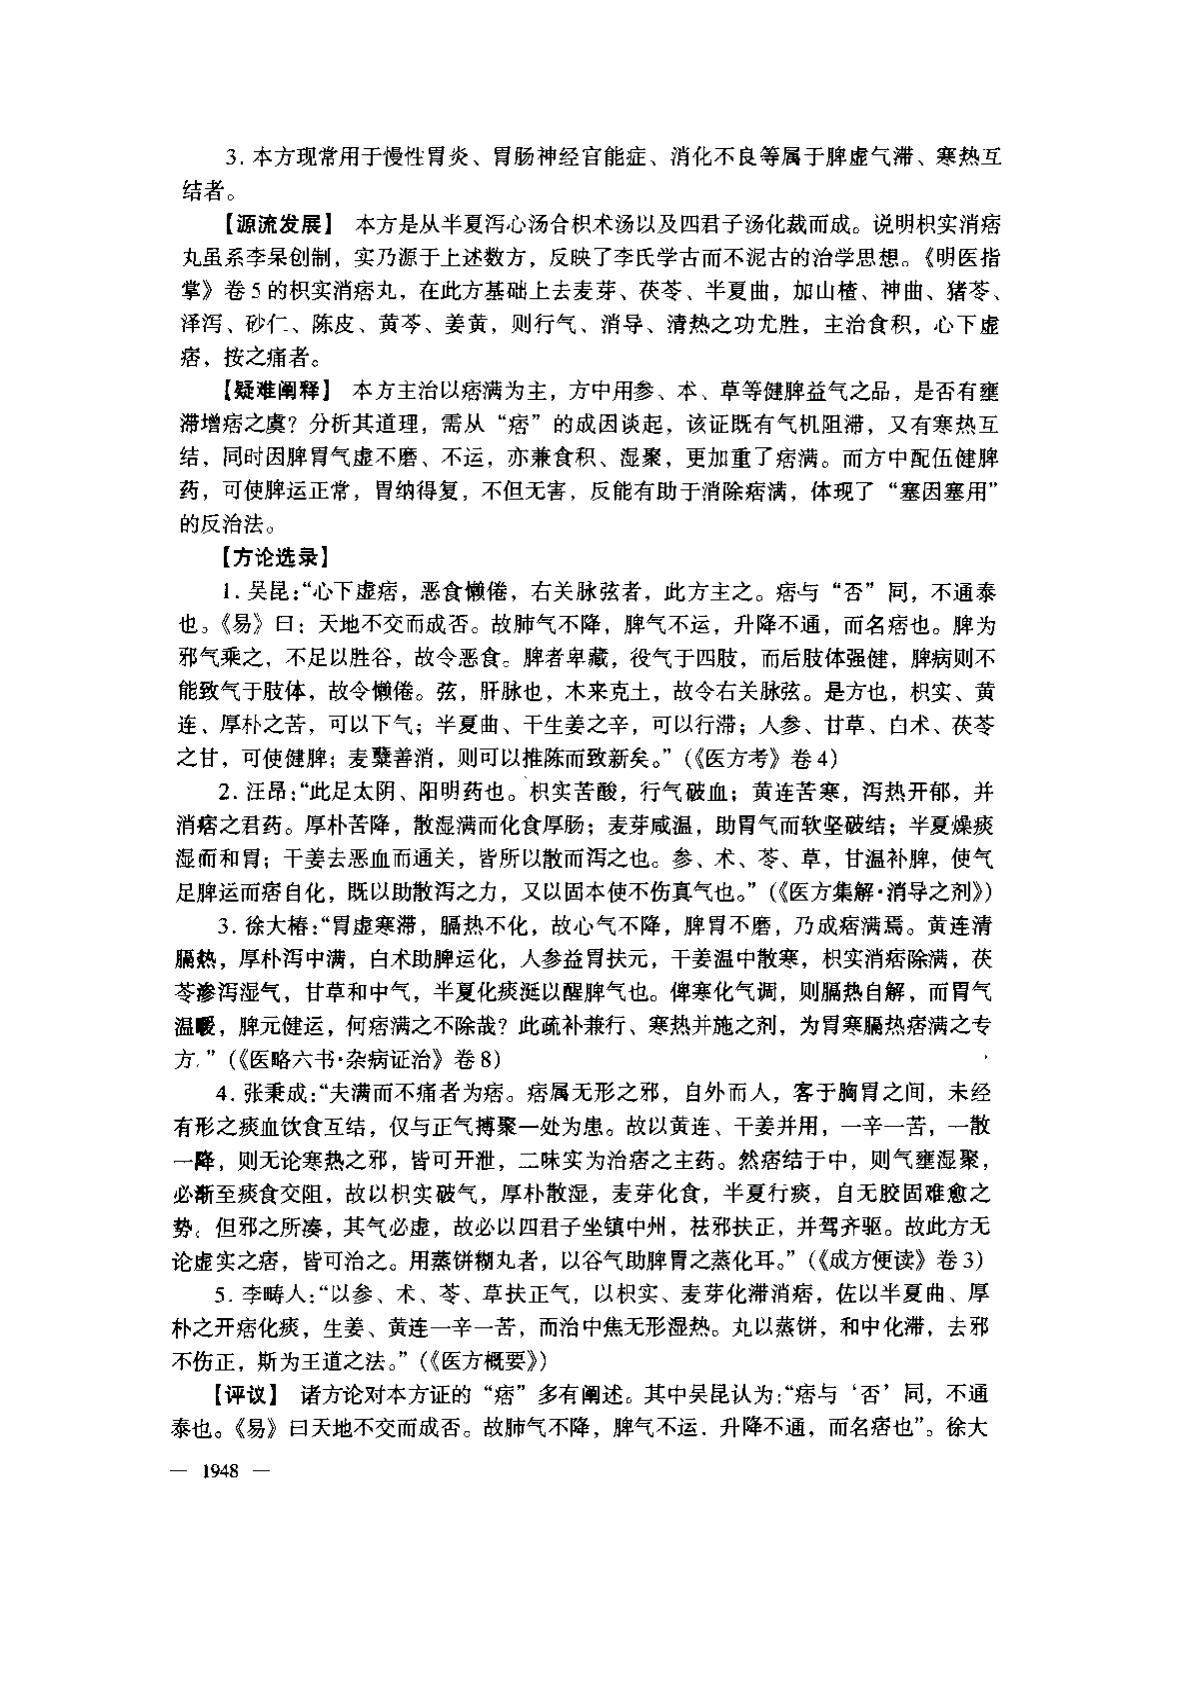 3. 本方现常用于慢性胃炎、胃肠神经官能症、消化不良等属于脾虚气滞、寒热互
结者。
【源流发展】 本方是从半夏泻心汤合枳术汤以及四君子汤化裁而成。说明枳实消痞
丸虽系李杲创制，实乃源于上述数方，反映了李氏学古而不泥古的治学思想。《明医指
掌》卷5的枳实消痞丸，在此方基础上去麦芽、茯苓、半夏曲，加山楂、神曲、猪苓、
泽泻、砂仁、陈皮、黄芩、姜黄，则行气、消导、清热之功尤胜，主治食积，心下虚
痞，按之痛者。
【疑难阐释】 本方主治以痞满为主，方中用参、本、草等健脾益气之品，是否有壅
滞增痞之虞？分析其道理，需从“痞”的成因谈起，该证既有气机阻滞，又有寒热互
结，同时因脾胃气虚不磨、不运，亦兼食积、湿聚，更加重了痞满。而方中配伍健脾
药，可使脾运正常，胃纳得复，不但无害，反能有助于消除痞满，体现了“塞因塞用”
的反治法。
【方论选录】
1. 吴昆：“心下虚痞，恶食懒倦，右关脉弦者，此方主之。痞与“否”同，不通泰
也。《易》曰：天地不交而成否。故肺气不降，脾气不运，升降不通，而名痞也。脾为
邪气乘之，不足以胜谷，故令恶食。脾者卑藏，役气于四肢，而后肢体强健，脾病则不
能致气于肢体，故令懒倦。弦，肝脉也，木来克土，故令右关脉弦。是方也，枳实、黄
连、厚朴之苦，可以下气；半夏曲、干生姜之辛，可以行滞；人参、甘草、白术、茯苓
之甘，可使健脾；麦蘖善消，则可以推陈而致新矣。”（《医方考》卷4）
2. 汪昂：“此足太阴、阳明药也。枳实苦酸，行气破血；黄连苦寒，泻热开郁，并
消痞之君药。厚朴苦降，散湿满而化食厚肠；麦芽咸温，助胃气而软坚破结；半夏燥痰
湿而和胃；干姜去恶血而通关，皆所以散而泻之也。参、术、苓、草，甘温补脾，使气
足脾运而痞自化，既以助散泻之力，又以固本使不伤真气也。”（《医方集解·消导之剂》）
3. 徐大椿：“胃虚寒滞，膈热不化，故心气不降，脾胃不磨，乃成痞满焉。黄连清
膈热，厚朴泻中满，白术助脾运化，人参益胃扶元，干姜温中散寒，枳实消痞除满，茯
苓渗泻湿气，甘草和中气，半夏化痰涎以醒脾气也。俾寒化气调，则膈热自解，而胃气
温暖，脾元健运，何痞满之不除哉？此疏补兼行、寒热并施之剂，为胃寒膈热痞满之专
方。”（《医略六书·杂病证治》卷8）
4. 张秉成：“夫满而不痛者为痞。痞属无形之邪，自外而人，客于胸胃之间，未经
有形之痰血饮食互结，仅与正气搏聚一处为患。故以黄连、干姜并用，一辛一苦，一散
一降，则无论寒热之邪，皆可开泄，二味实为治痞之主药。然痞结于中，则气壅湿聚，
必渐至痰食交阻，故以枳实破气，厚朴散湿，麦芽化食，半夏行痰，自无胶固难愈之
势。但邪之所凑，其气必虚，故必以四君子坐镇中州，祛邪扶正，并驾齐驱。故此方无
论虚实之痞，皆可治之。用蒸饼糊丸者，以谷气助脾胃之蒸化耳。”（《成方便读》卷3）
5. 李畴人：“以参、术、苓、草扶正气，以枳实、麦芽化滞消痞，佐以半夏曲、厚
朴之开痞化痰，生姜、黄连一辛一苦，而治中焦无形湿热。丸以蒸饼，和中化滞，去邪
不伤正，斯为王道之法。”（《医方概要》）
【评议】 诸方论对本方证的“痞”多有阐述。其中吴昆认为：“痞与‘否’同，不通
泰也。《易》曰天地不交而成否。故肺气不降，脾气不运．升降不通，而名痞也”。徐大
— 1948 —